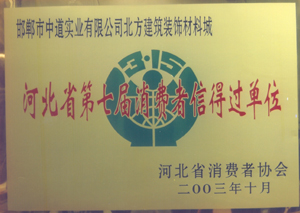 邯郸市中道实业有限公司北方建筑装饰材料城
3·15
河北省第七届消费者信得过单位
河北省消费者协会
二00三年十月